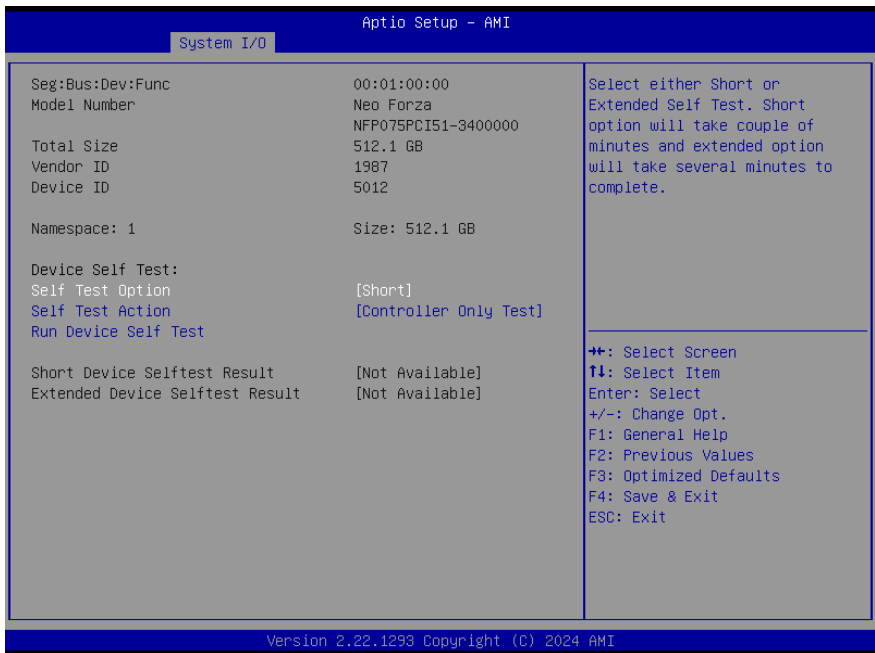 Aptio Setup – AMI
System I/O
Seg:Bus:Dev:Func 00:01:00:00
Model Number Neo Forza
NFP075PCI51-3400000
Total Size 512.1 GB
Vendor ID 1987
Device ID 5012
Namespace: 1 Size: 512.1 GB
Device Self Test:
Self Test Option [Short]
Self Test Action [Controller Only Test]
Run Device Self Test
Short Device Selftest Result [Not Available]
Extended Device Selftest Result [Not Available]
Select either Short or
Extended Self Test. Short
option will take couple of
minutes and extended option
will take several minutes to
complete.
→←: Select Screen
↑↓: Select Item
Enter: Select
+/-: Change Opt.
F1: General Help
F2: Previous Values
F3: Optimized Defaults
F4: Save & Exit
ESC: Exit
Version 2.22.1293 Copyright (C) 2024 AMI